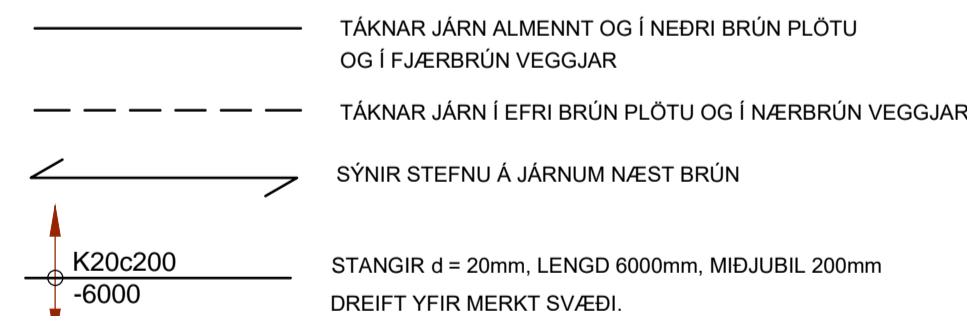 TÁKNAR JÁRN ALMENNT OG Í NEÐRI BRÚN PLÖTU
OG Í FJÆRBRÚN VEGGJAR
TÁKNAR JÁRN Í EFRI BRÚN PLÖTU OG Í NÆRBRÚN VEGGJAR
SÝNIR STEFNU Á JÁRNUM NÆST BRÚN
K20c200
-6000
STANGIR d = 20mm, LENGD 6000mm, MIÐJUBIL 200mm
DREIFT YFIR MERKT SVÆÐI.